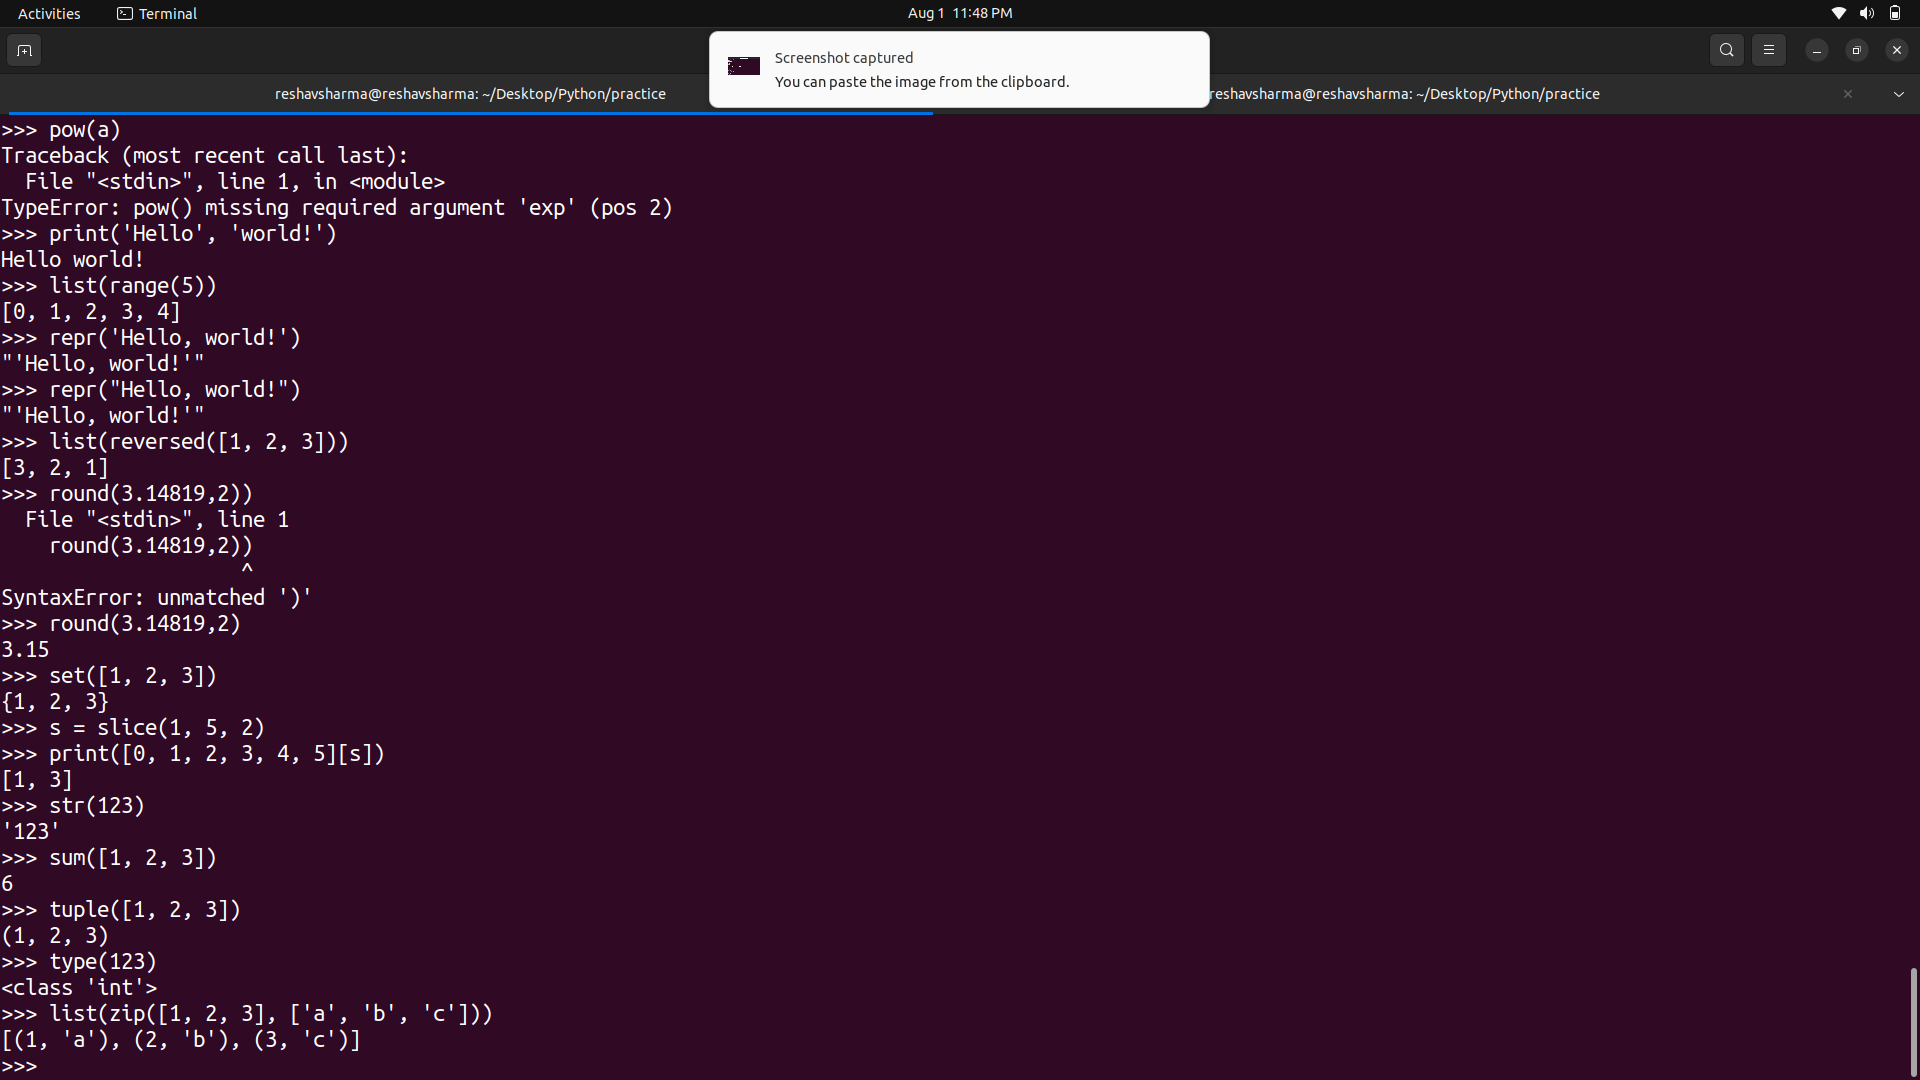 Activities Terminal Aug 1 11:48 PM
Screenshot captured
You can paste the image from the clipboard.
reshavsharma@reshavsharma: ~/Desktop/Python/practice reshavsharma@reshavsharma: ~/Desktop/Python/practice
>>> pow(a)
Traceback (most recent call last):
  File "<stdin>", line 1, in <module>
TypeError: pow() missing required argument 'exp' (pos 2)
>>> print('Hello', 'world!')
Hello world!
>>> list(range(5))
[0, 1, 2, 3, 4]
>>> repr('Hello, world!')
"'Hello, world!'"
>>> repr("Hello, world!")
"'Hello, world!'"
>>> list(reversed([1, 2, 3]))
[3, 2, 1]
>>> round(3.14819,2))
  File "<stdin>", line 1
    round(3.14819,2))
                    ^
SyntaxError: unmatched ')'
>>> round(3.14819,2)
3.15
>>> set([1, 2, 3])
{1, 2, 3}
>>> s = slice(1, 5, 2)
>>> print([0, 1, 2, 3, 4, 5][s])
[1, 3]
>>> str(123)
'123'
>>> sum([1, 2, 3])
6
>>> tuple([1, 2, 3])
(1, 2, 3)
>>> type(123)
<class 'int'>
>>> list(zip([1, 2, 3], ['a', 'b', 'c']))
[(1, 'a'), (2, 'b'), (3, 'c')]
>>>